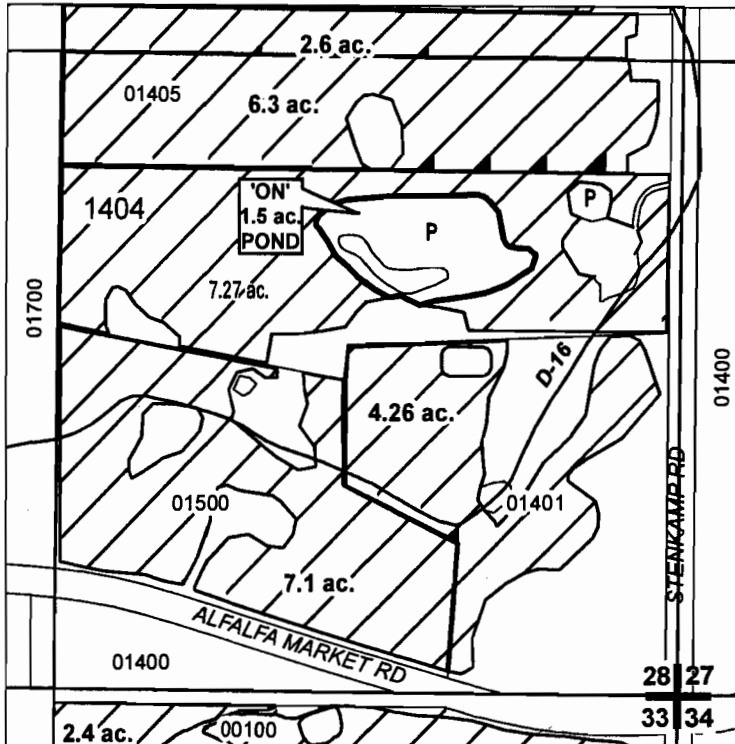 2.6 ac.
01405
6.3 ac.
'ON'
1.5 ac.
POND
P
P
1404
7.27 ac.
01700
D-16
01400
4.26 ac.
01500
01401
STENKAMP RD
7.1 ac.
ALFALFA MARKET RD
01400
28 27
33 34
2.4 ac.
00100